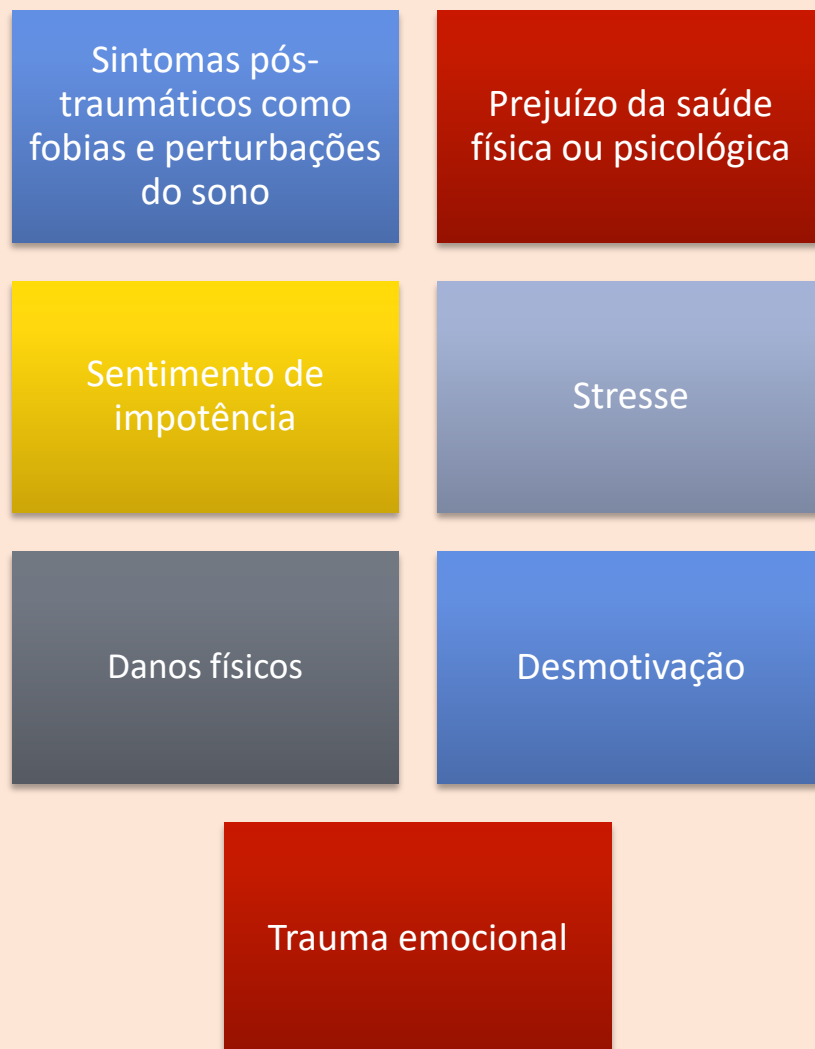 Sintomas pós-
traumáticos como
fobias e perturbações
do sono
Prejuízo da saúde
física ou psicológica
Sentimento de
impotência
Stresse
Danos físicos
Desmotivação
Trauma emocional